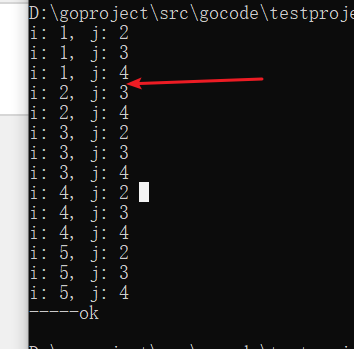 D:\goproject\src\gocode\testproje
i: 1, j: 2
i: 1, j: 3
i: 1, j: 4
i: 2, j: 3
i: 2, j: 4
i: 3, j: 2
i: 3, j: 3
i: 3, j: 4
i: 4, j: 2
i: 4, j: 3
i: 4, j: 4
i: 5, j: 2
i: 5, j: 3
i: 5, j: 4
-----ok